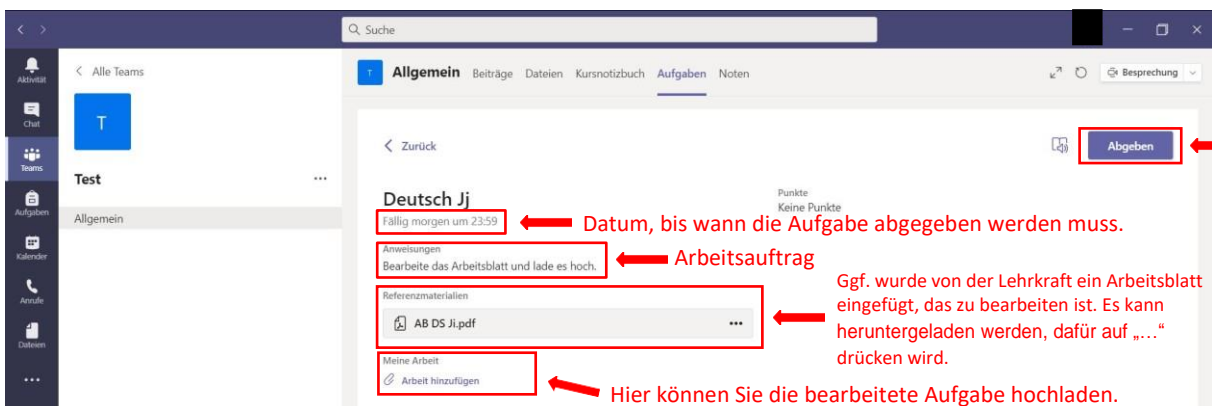 Suche
Aktivität
Chat
Teams
Aufgaben
Kalender
Anrufe
Dateien
Alle Teams
T
Test
Allgemein
T
Allgemein Beiträge Dateien Kursnotizbuch Aufgaben Noten
Besprechung
Zurück
Abgeben
Deutsch Jj
Fällig morgen um 23:59
Punkte
Keine Punkte
Datum, bis wann die Aufgabe abgegeben werden muss.
Anweisungen
Bearbeite das Arbeitsblatt und lade es hoch.
Arbeitsauftrag
Referenzmaterialien
AB DS Ji.pdf
Ggf. wurde von der Lehrkraft ein Arbeitsblatt
eingefügt, das zu bearbeiten ist. Es kann
heruntergeladen werden, dafür auf „…“
drücken wird.
Meine Arbeit
Arbeit hinzufügen
Hier können Sie die bearbeitete Aufgabe hochladen.